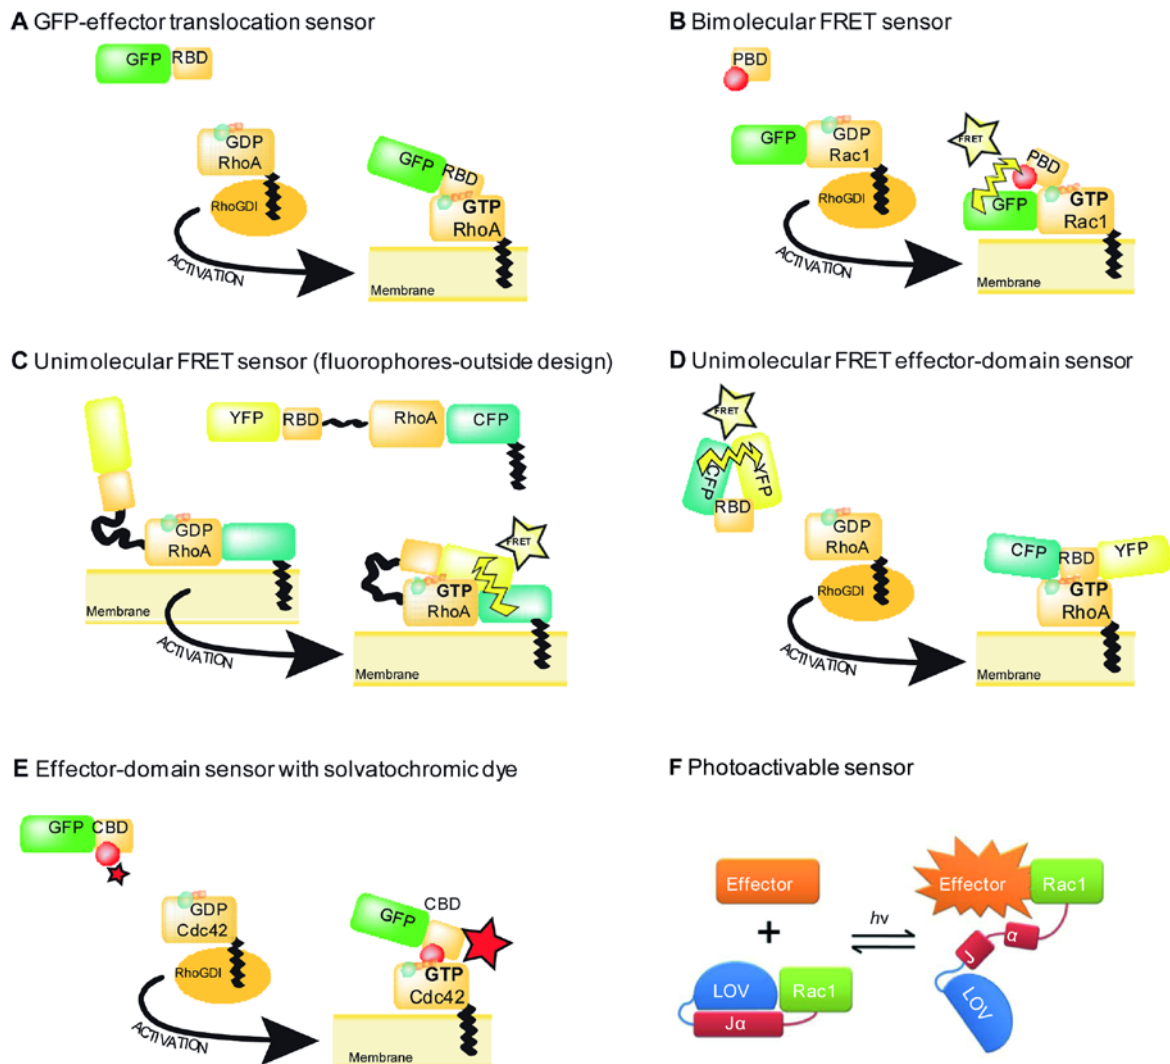 A GFP-effector translocation sensor
GFP RBD
GDP
RhoA
RhoGDI
ACTIVATION
GFP RBD
GTP
RhoA
Membrane
B Bimolecular FRET sensor
PBD
GFP
GDP
Rac1
RhoGDI
ACTIVATION
FRET
PBD
GFP
GTP
Rac1
Membrane
C Unimolecular FRET sensor (fluorophores-outside design)
YFP RBD RhoA CFP
GDP
RhoA
Membrane
ACTIVATION
FRET
GTP
RhoA
Membrane
D Unimolecular FRET effector-domain sensor
FRET
CFP YFP
RBD
GDP
RhoA
RhoGDI
ACTIVATION
CFP RBD YFP
GTP
RhoA
Membrane
E Effector-domain sensor with solvatochromic dye
GFP CBD
GDP
Cdc42
RhoGDI
ACTIVATION
CBD
GFP
GTP
Cdc42
Membrane
F Photoactivable sensor
Effector
+
LOV Rac1
Jα
hν
Effector Rac1
J α
LOV